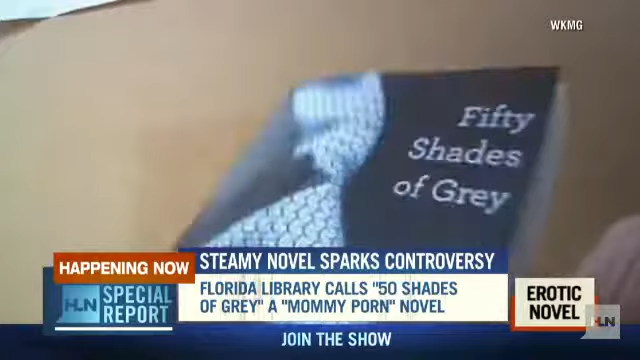 WKMG
Fifty
Shades
of Grey
HAPPENING NOW
STEAMY NOVEL SPARKS CONTROVERSY
HLN
SPECIAL
REPORT
FLORIDA LIBRARY CALLS "50 SHADES
OF GREY" A "MOMMY PORN" NOVEL
EROTIC
NOVEL
HLN
JOIN THE SHOW